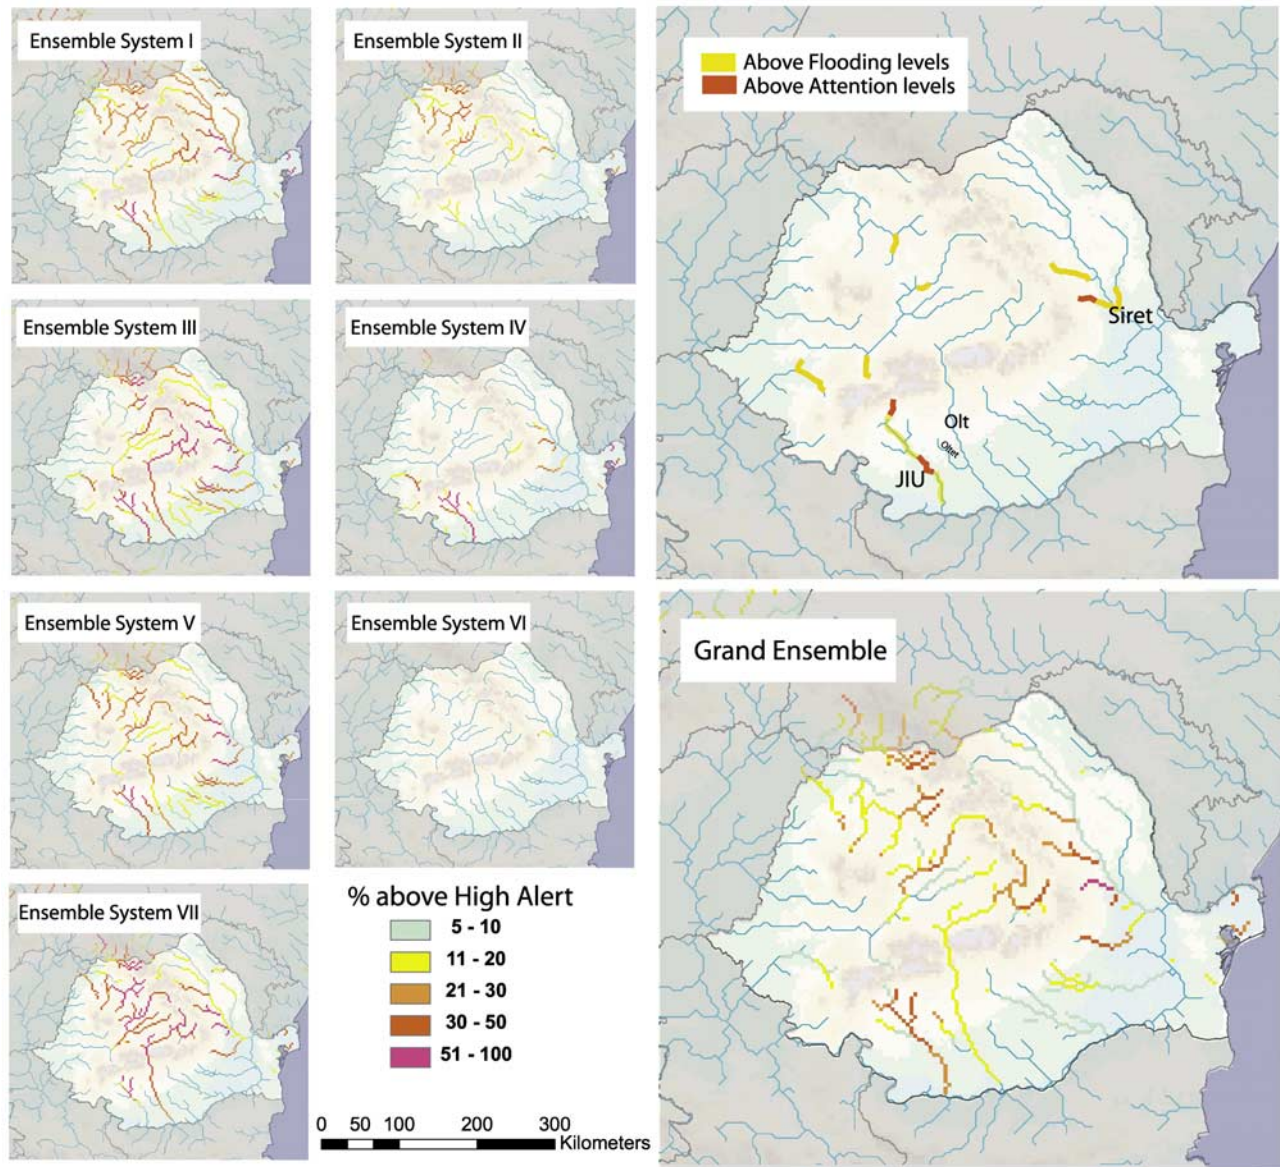 Ensemble System I
Ensemble System II
Above Flooding levels
Above Attention levels
Ensemble System III
Ensemble System IV
Siret
Olt
Oltet
JIU
Ensemble System V
Ensemble System VI
Grand Ensemble
Ensemble System VII
% above High Alert
5 - 10
11 - 20
21 - 30
30 - 50
51 - 100
0 50 100 200 300
Kilometers